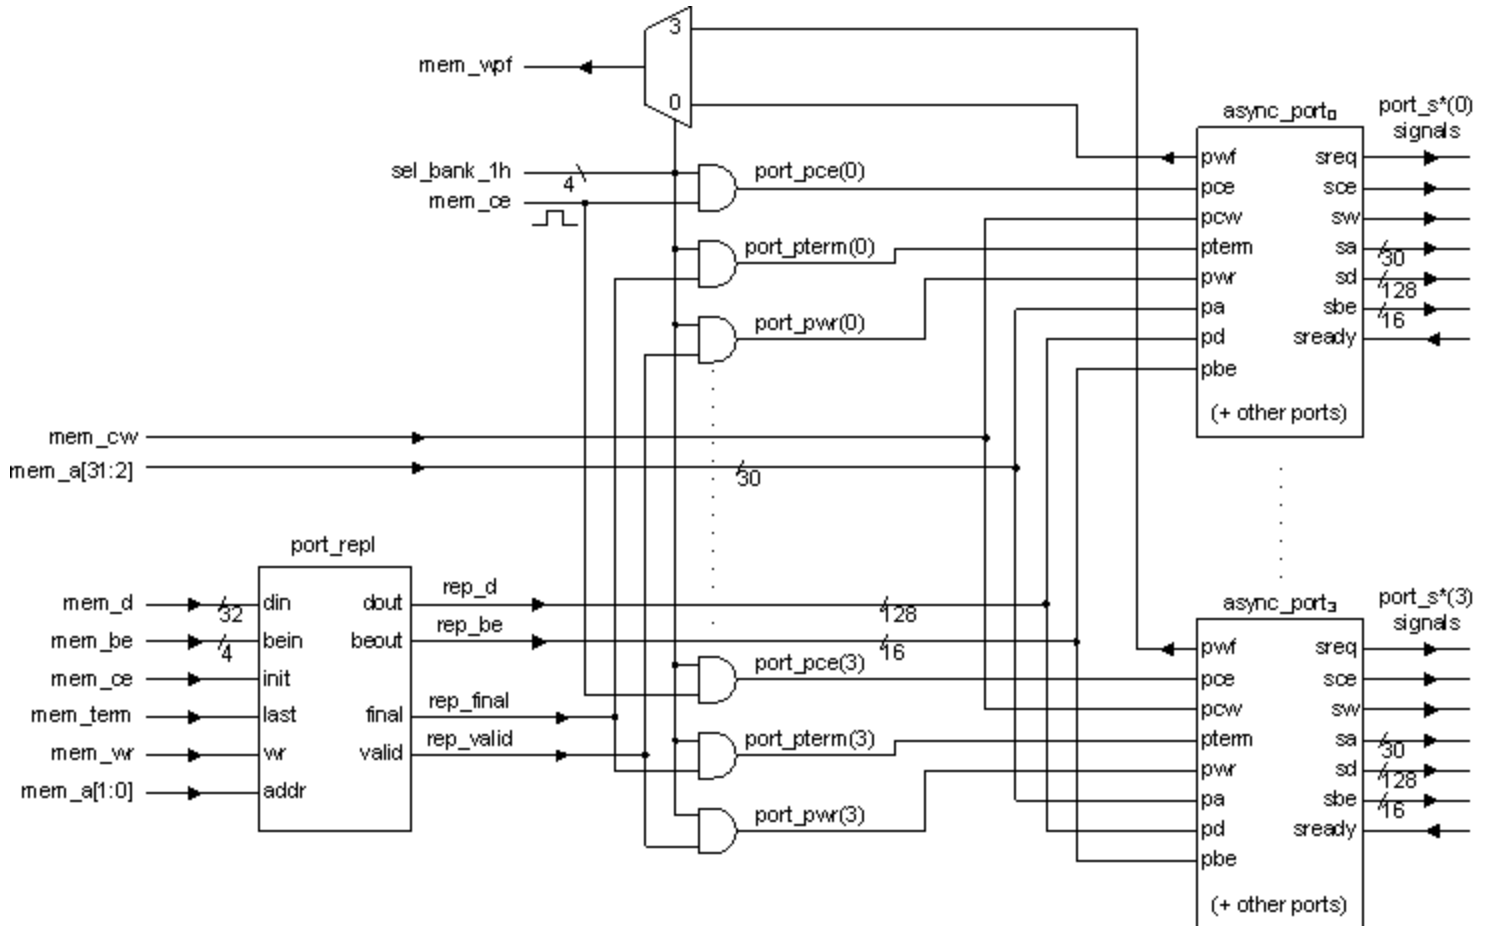 3
mem_wpf
0
async_port0
port_s*(0)
signals
sel_bank_1h
4
mem_ce
port_pce(0)
port_pterm(0)
port_pwr(0)
pwf
pce
pcw
pterm
pwr
pa
pd
pbe
sreq
sce
sw
sa
30
sd
128
sbe
16
sready
(+ other ports)
mem_cw
mem_a[31:2]
30
port_repl
mem_d
32
mem_be
4
mem_ce
mem_term
mem_wr
mem_a[1:0]
din
bein
init
last
wr
addr
dout
beout
final
valid
rep_d
128
rep_be
16
rep_final
rep_valid
port_pce(3)
port_pterm(3)
port_pwr(3)
async_port3
port_s*(3)
signals
pwf
pce
pcw
pterm
pwr
pa
pd
pbe
sreq
sce
sw
sa
30
sd
128
sbe
16
sready
(+ other ports)